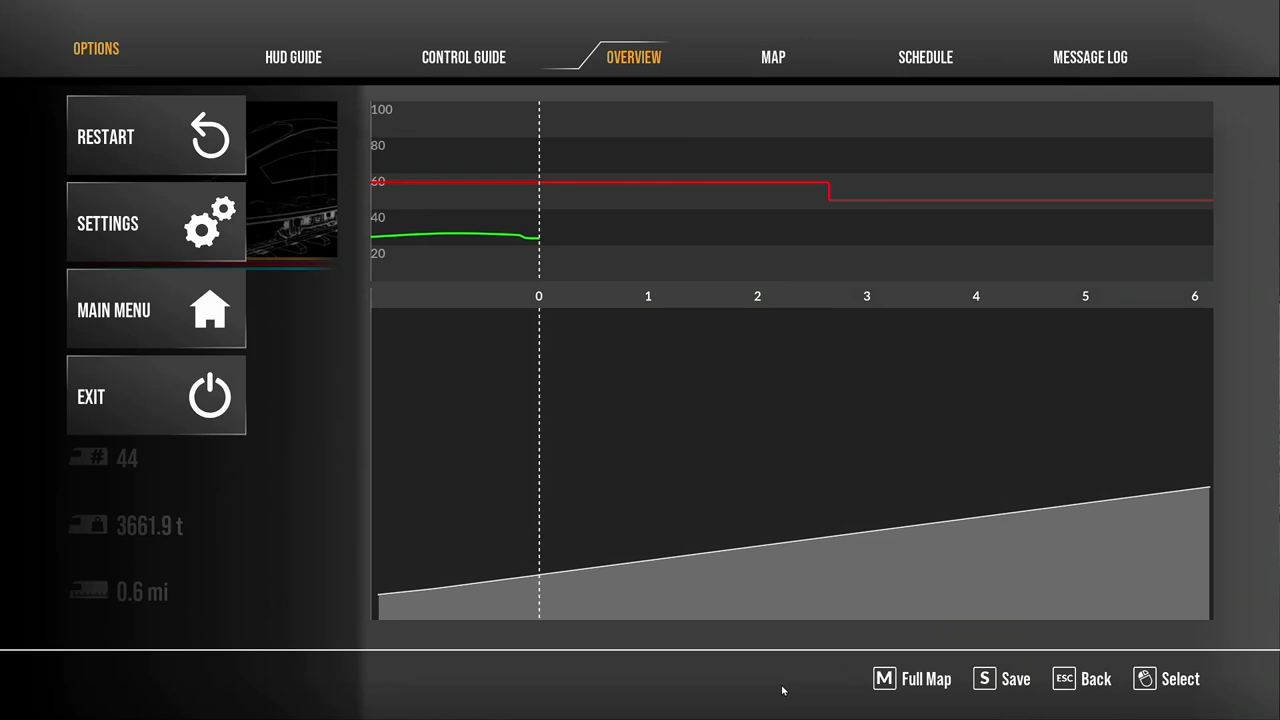 OPTIONS
HUD GUIDE
CONTROL GUIDE
OVERVIEW
MAP
SCHEDULE
MESSAGE LOG
RESTART
SETTINGS
MAIN MENU
EXIT
# 44
3661.9 t
0.6 mi
100
80
60
40
20
0 1 2 3 4 5 6
M Full Map
S Save
ESC Back
Select